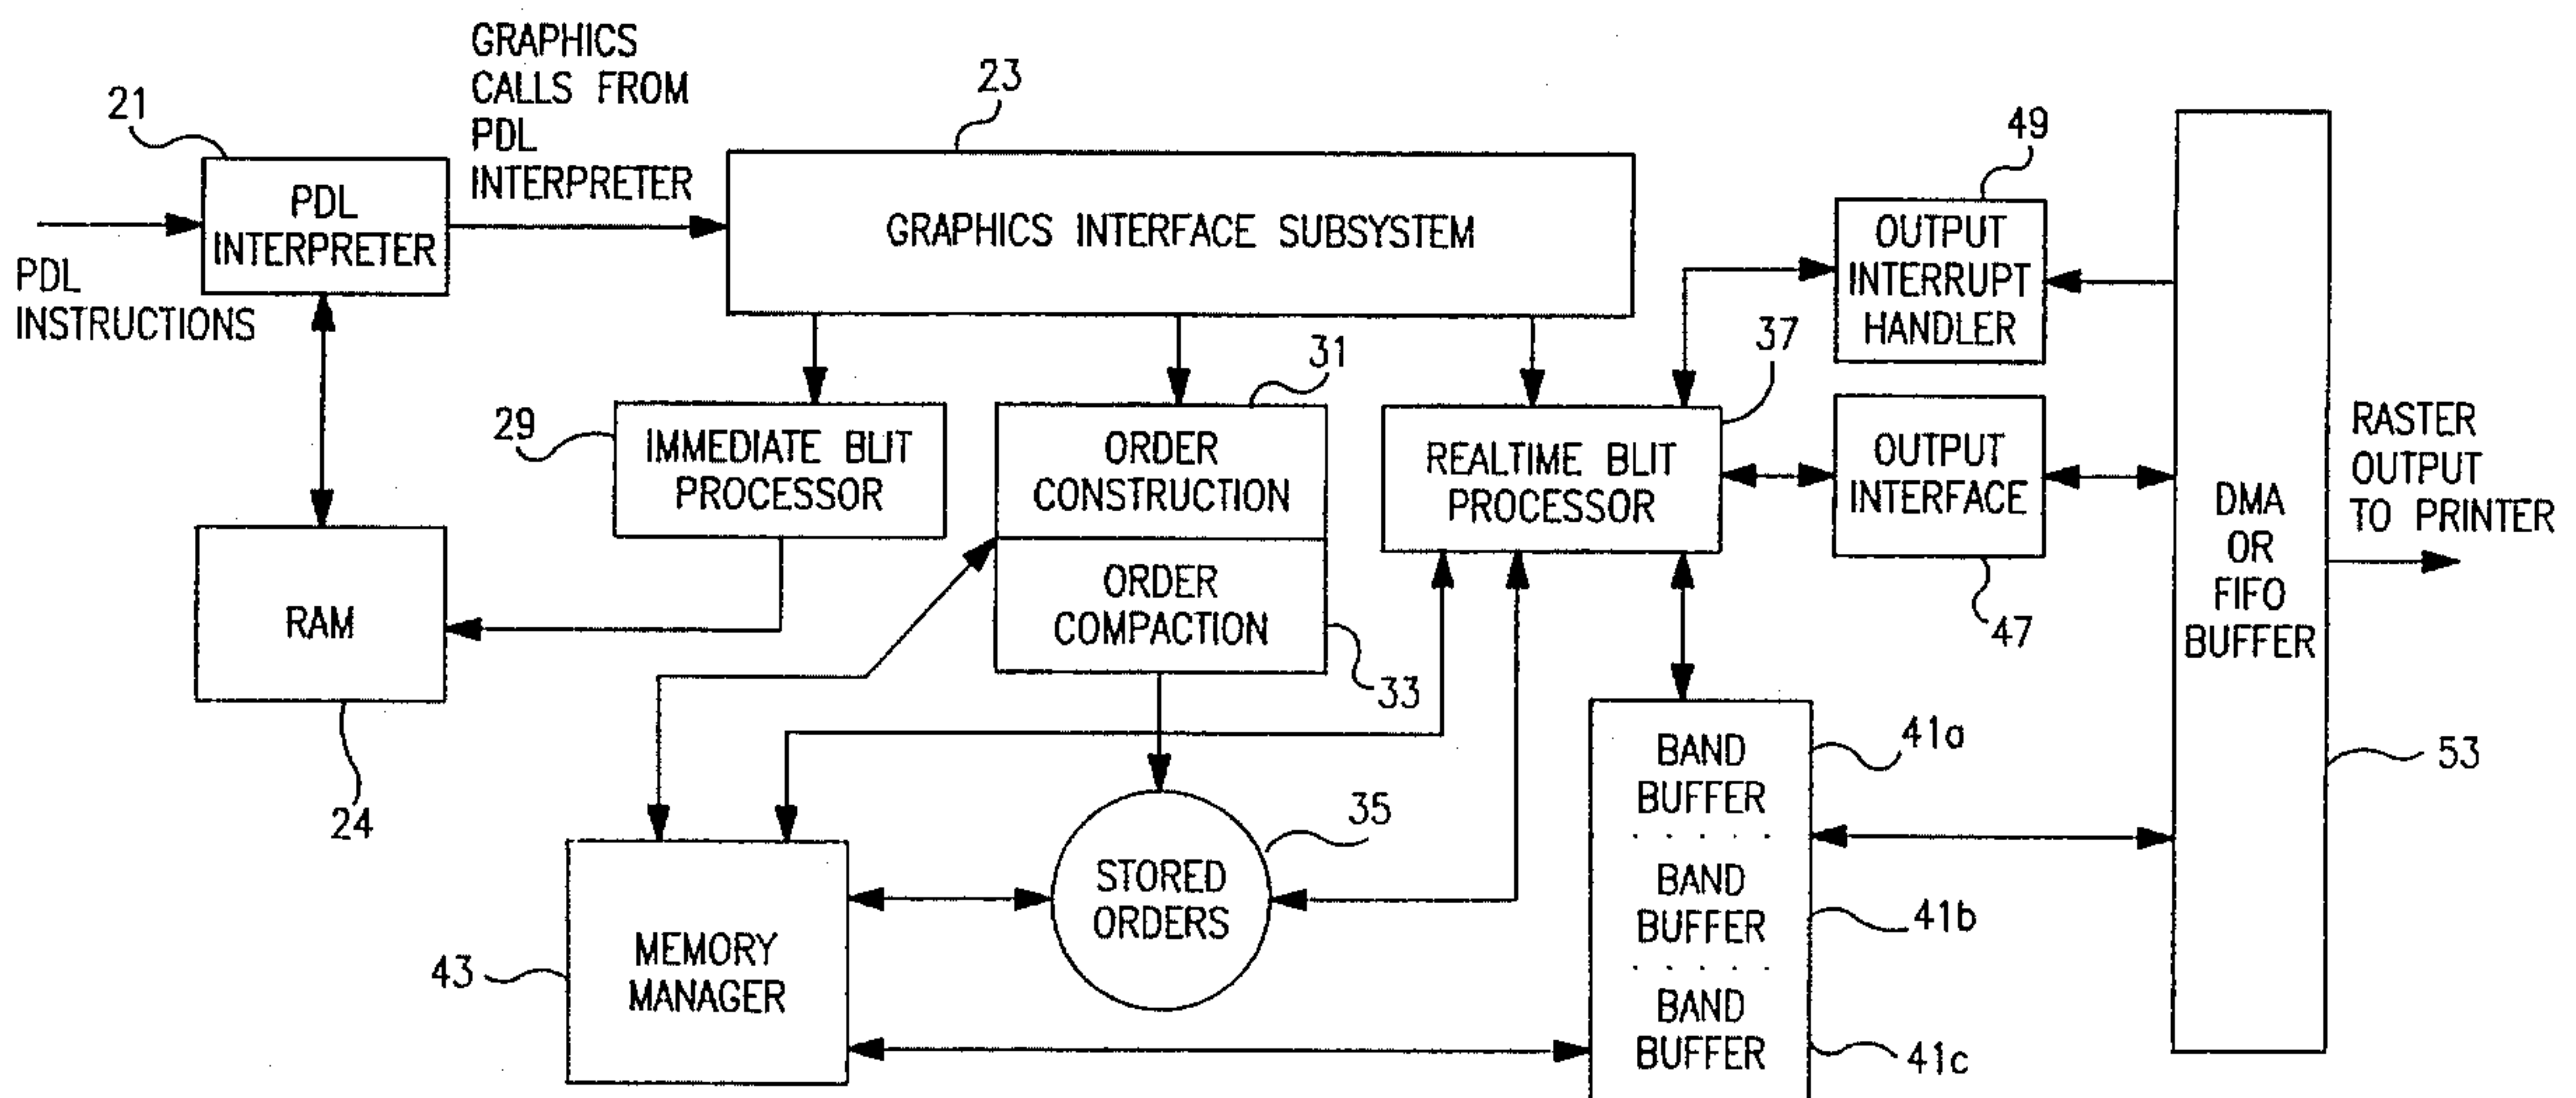 GRAPHICS
CALLS FROM
PDL
INTERPRETER
21
23
49
PDL
INTERPRETER
GRAPHICS INTERFACE SUBSYSTEM
OUTPUT
INTERRUPT
HANDLER
PDL
INSTRUCTIONS
31
37
29
IMMEDIATE BLIT
PROCESSOR
ORDER
CONSTRUCTION
REALTIME BLIT
PROCESSOR
OUTPUT
INTERFACE
RASTER
OUTPUT
TO PRINTER
DMA
OR
FIFO
BUFFER
RAM
ORDER
COMPACTION
47
33
24
BAND
BUFFER
41a
53
35
STORED
ORDERS
BAND
BUFFER
41b
43
MEMORY
MANAGER
BAND
BUFFER
41c